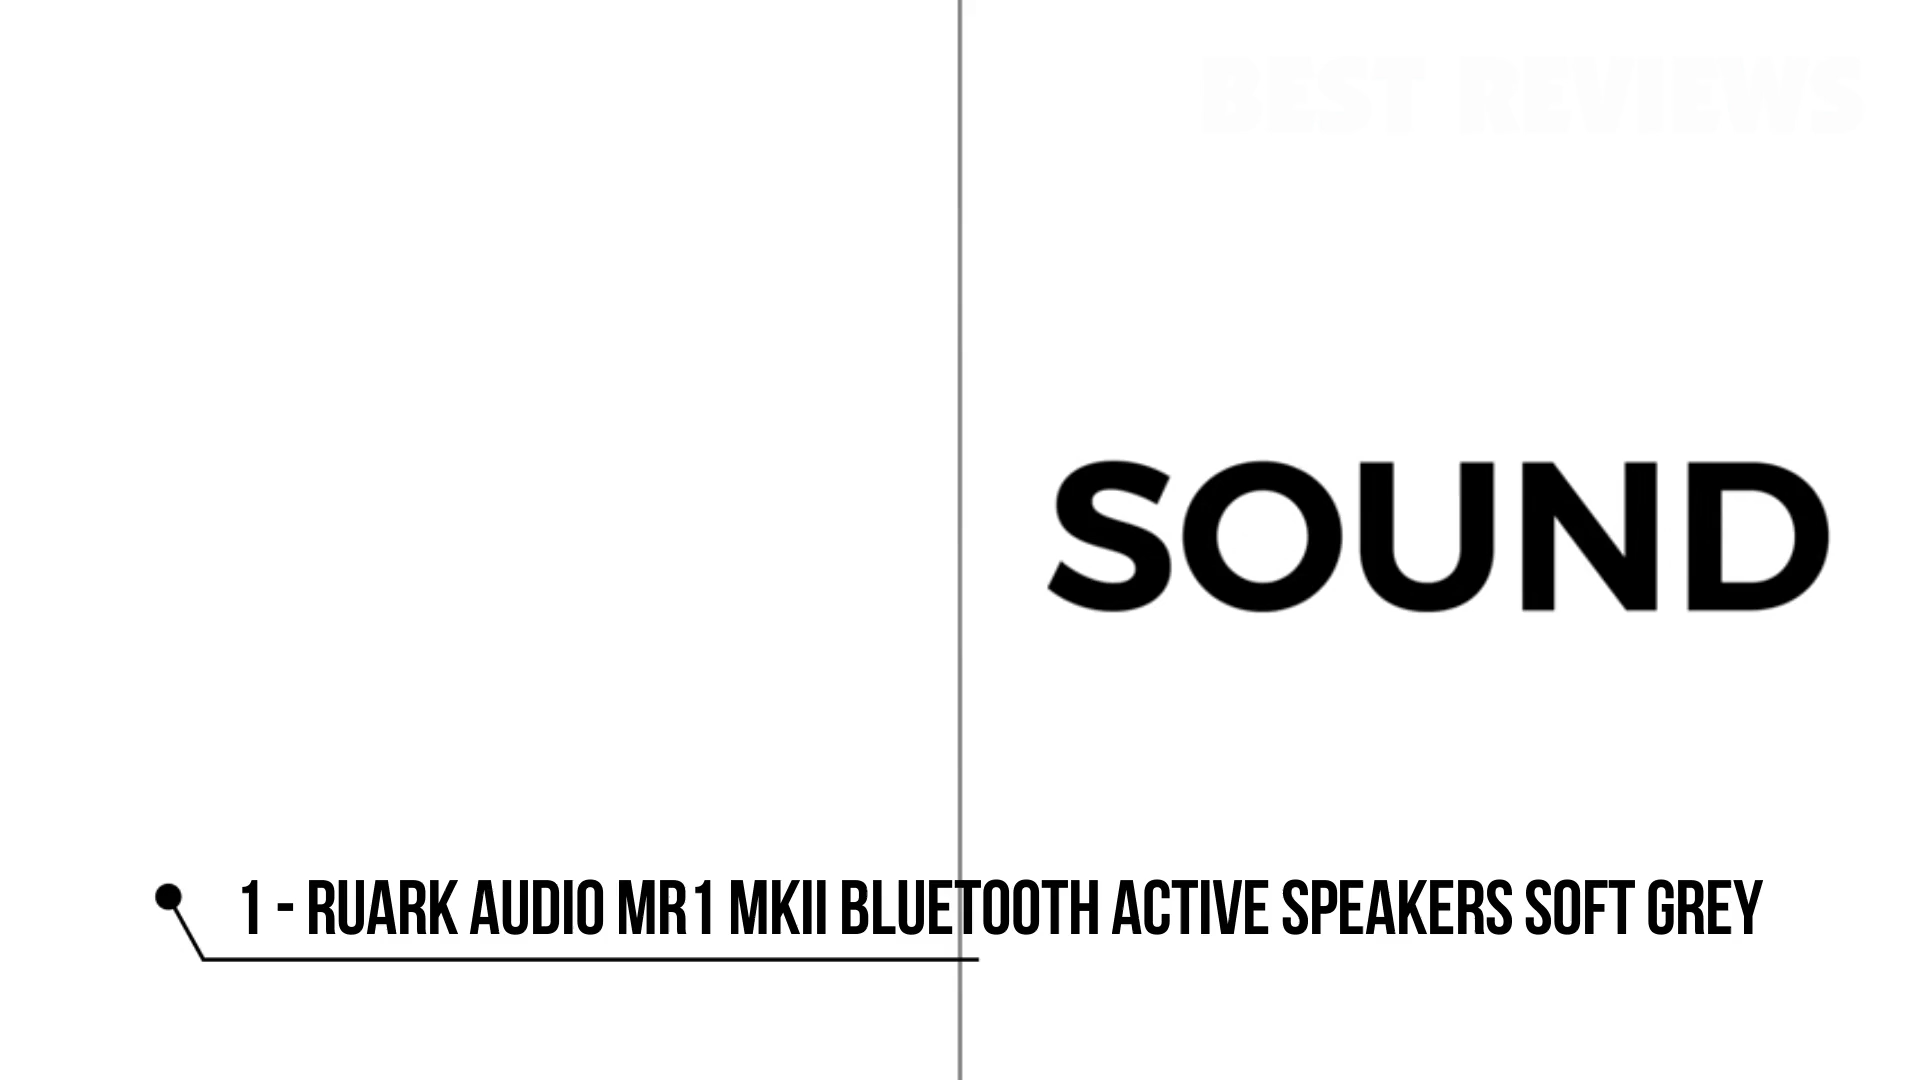 BEST REVIEWS
SOUND
1 - RUARK AUDIO MR1 MKII BLUETOOTH ACTIVE SPEAKERS SOFT GREY